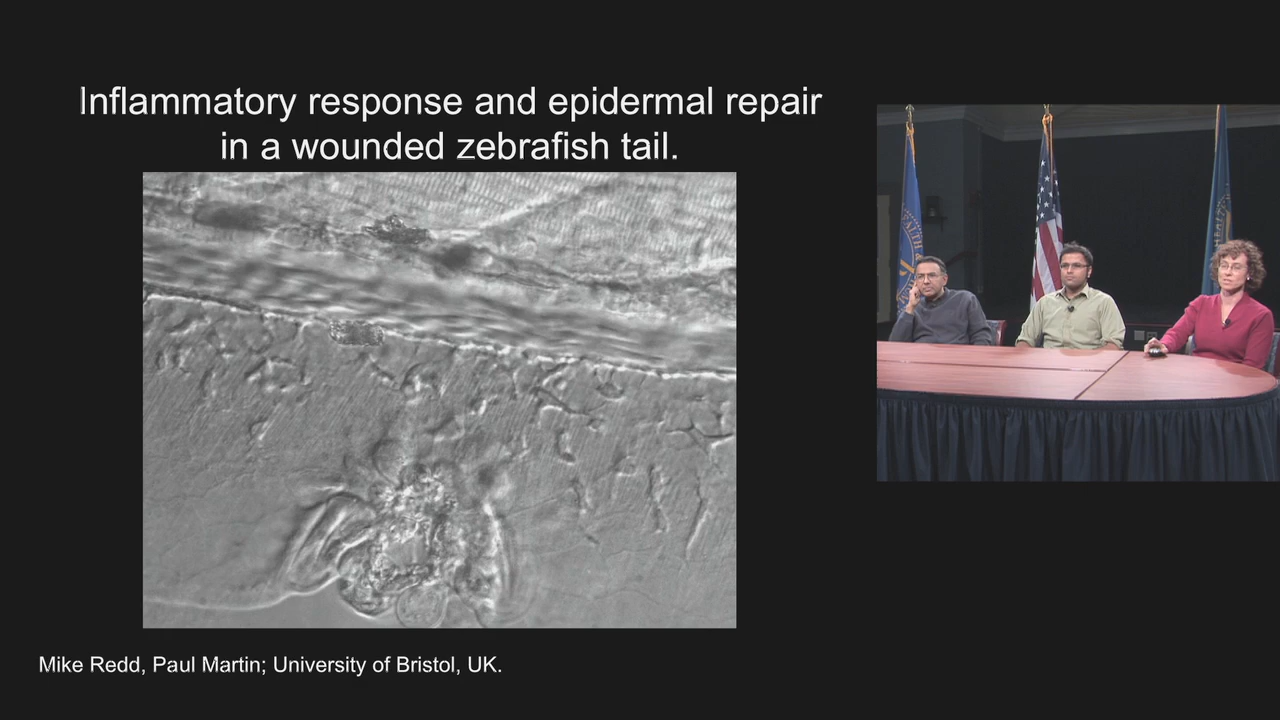 Inflammatory response and epidermal repair
in a wounded zebrafish tail.
Mike Redd, Paul Martin; University of Bristol, UK.